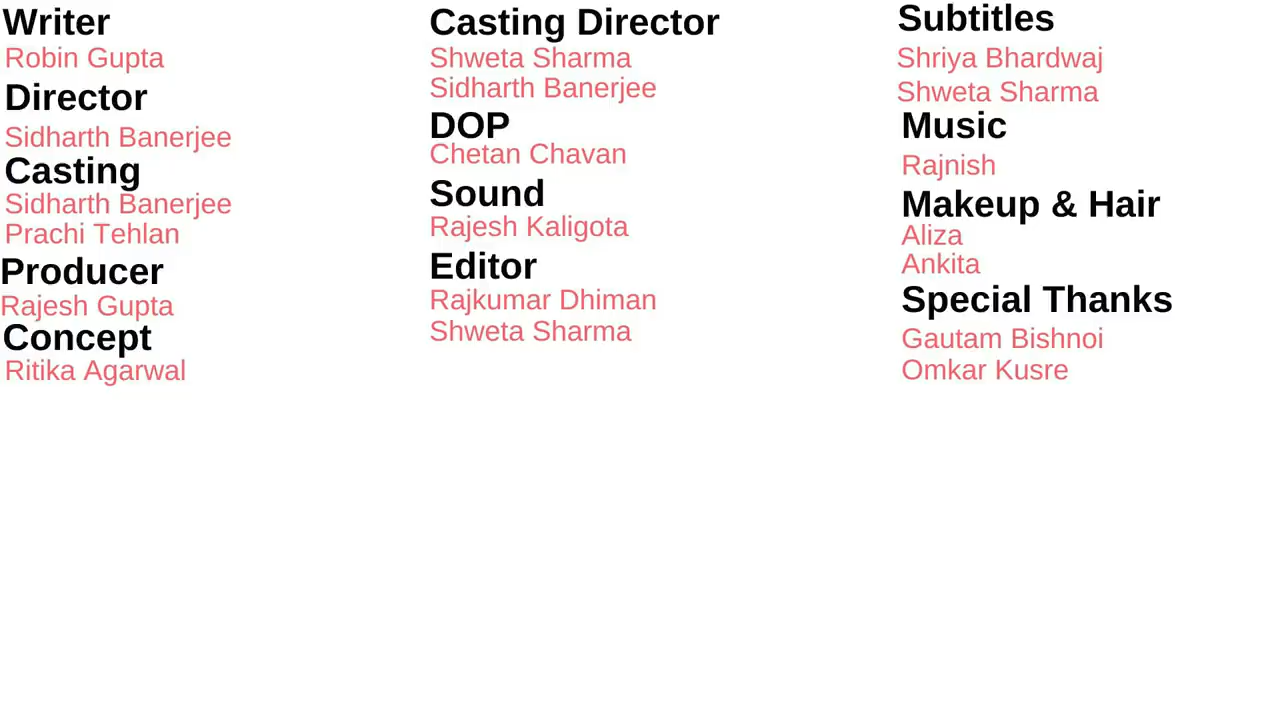 Writer
Robin Gupta
Director
Sidharth Banerjee
Casting
Sidharth Banerjee
Prachi Tehlan
Producer
Rajesh Gupta
Concept
Ritika Agarwal
Casting Director
Shweta Sharma
Sidharth Banerjee
DOP
Chetan Chavan
Sound
Rajesh Kaligota
Editor
Rajkumar Dhiman
Shweta Sharma
Subtitles
Shriya Bhardwaj
Shweta Sharma
Music
Rajnish
Makeup & Hair
Aliza
Ankita
Special Thanks
Gautam Bishnoi
Omkar Kusre